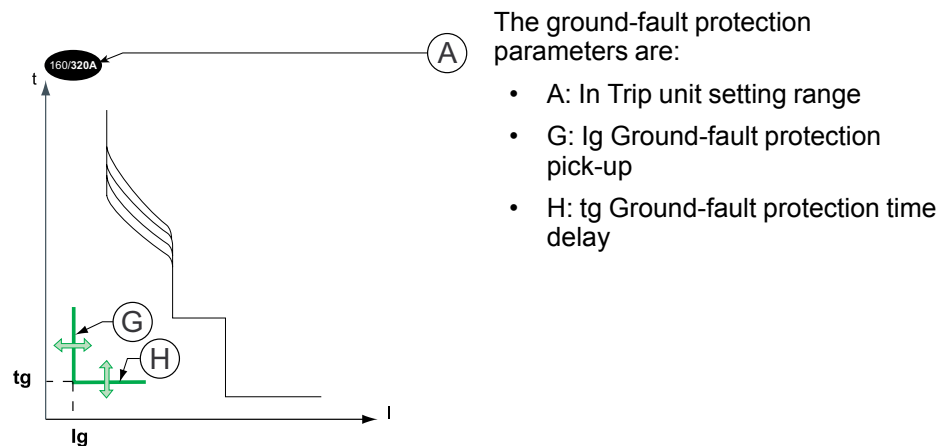 160/320A
A
t
G
H
tg
I
Ig
The ground-fault protection
parameters are:
• A: In Trip unit setting range
• G: Ig Ground-fault protection
pick-up
• H: tg Ground-fault protection time
delay